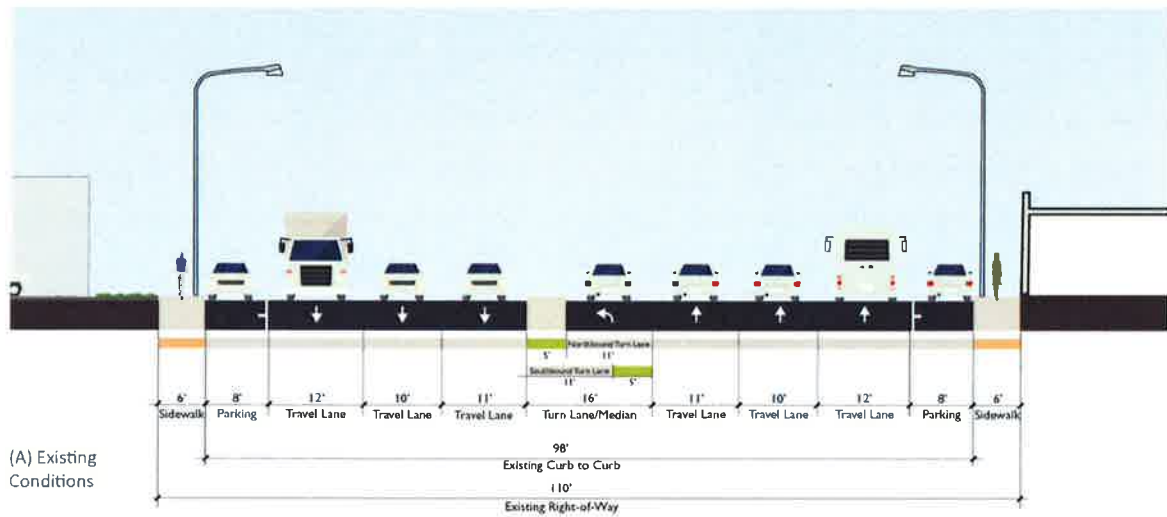 Northbound Turn Lane
5' 11'
Southbound Turn Lane
11' 5'
6' 8' 12' 10' 11' 16' 11' 10' 12' 8' 6'
Sidewalk Parking Travel Lane Travel Lane Travel Lane Turn Lane/Median Travel Lane Travel Lane Travel Lane Parking Sidewalk
98'
Existing Curb to Curb
(A) Existing
Conditions
110'
Existing Right-of-Way